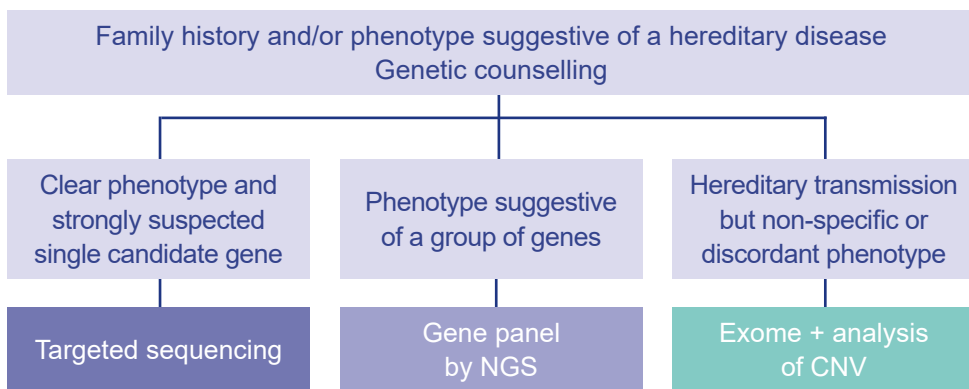 Family history and/or phenotype suggestive of a hereditary disease
Genetic counselling
Clear phenotype and
strongly suspected
single candidate gene
Phenotype suggestive
of a group of genes
Hereditary transmission
but non-specific or
discordant phenotype
Targeted sequencing
Gene panel
by NGS
Exome + analysis
of CNV